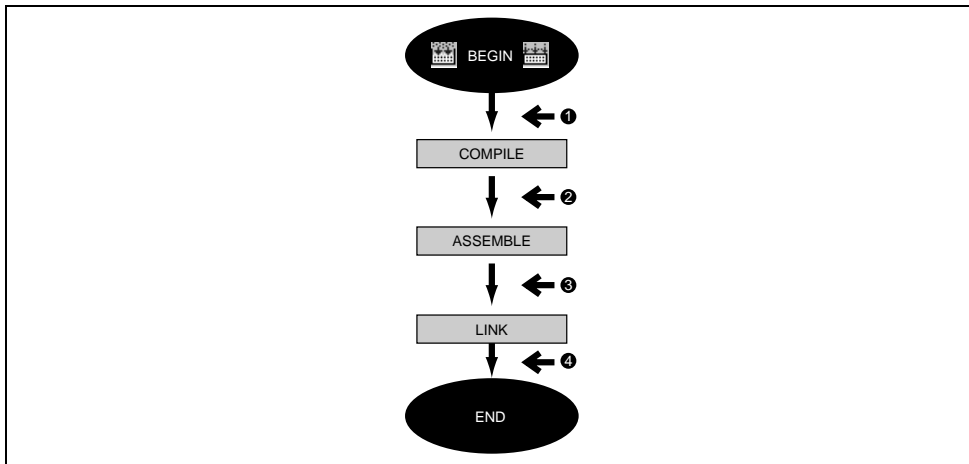 BEGIN
❶
COMPILE
❷
ASSEMBLE
❸
LINK
❹
END